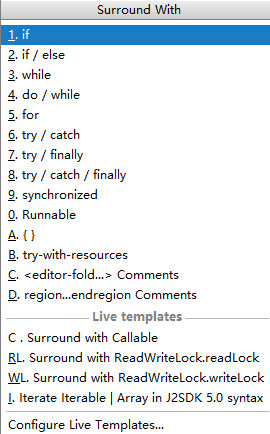 Surround With
1. if
2. if / else
3. while
4. do / while
5. for
6. try / catch
7. try / finally
8. try / catch / finally
9. synchronized
0. Runnable
A. { }
B. try-with-resources
C. <editor-fold...> Comments
D. region...endregion Comments
Live templates
C . Surround with Callable
RL. Surround with ReadWriteLock.readLock
WL. Surround with ReadWriteLock.writeLock
I. Iterate Iterable | Array in J2SDK 5.0 syntax
Configure Live Templates...